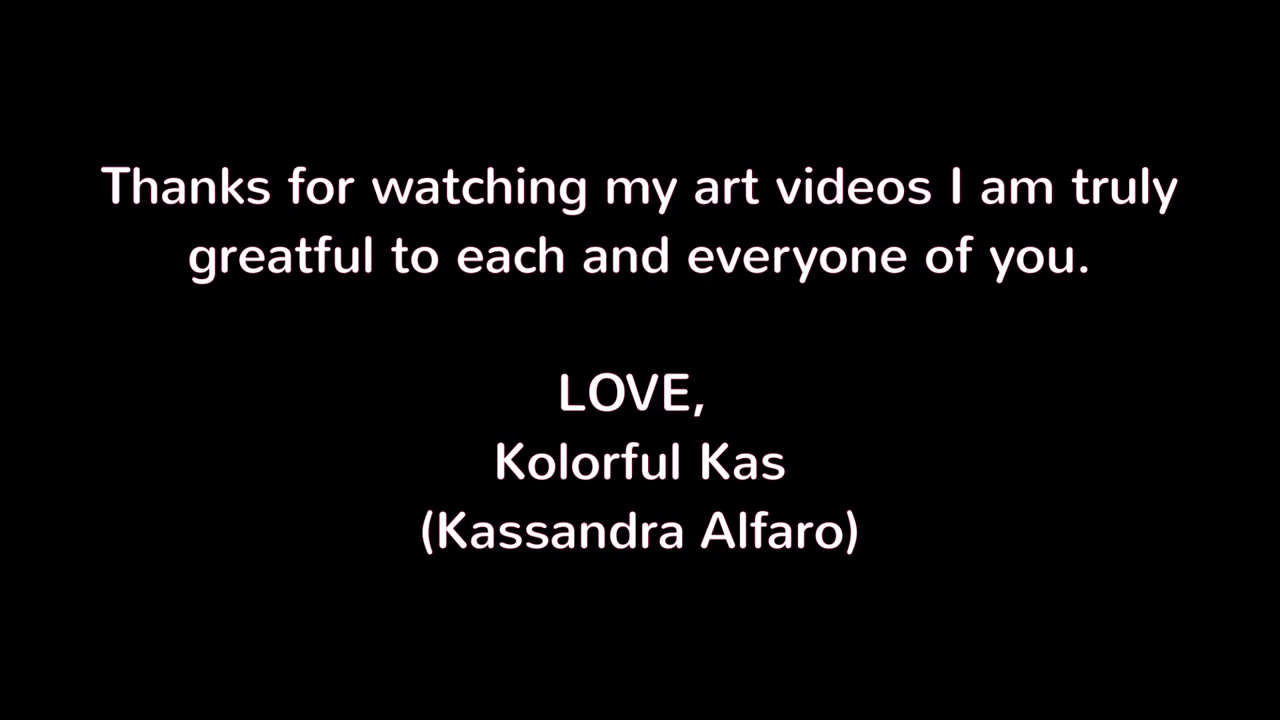 Thanks for watching my art videos I am truly
greatful to each and everyone of you.
LOVE,
Kolorful Kas
(Kassandra Alfaro)